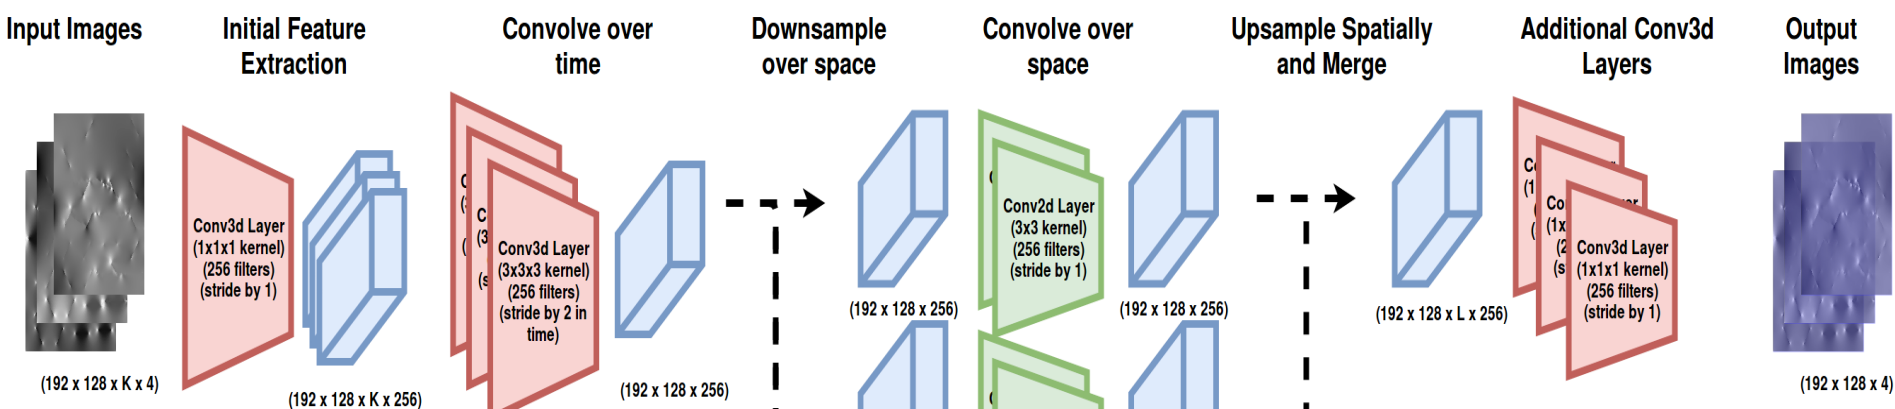 Input Images
Initial Feature
Extraction
Convolve over
time
Downsample
over space
Convolve over
space
Upsample Spatially
and Merge
Additional Conv3d
Layers
Output
Images
Conv3d Layer
(1x1x1 kernel)
(256 filters)
(stride by 1)
Conv3d Layer
(3x3x3 kernel)
(256 filters)
(stride by 2 in
time)
Conv2d Layer
(3x3 kernel)
(256 filters)
(stride by 1)
Conv3d Layer
(1x1x1 kernel)
(256 filters)
(stride by 1)
(192 x 128 x K x 4)
(192 x 128 x K x 256)
(192 x 128 x 256)
(192 x 128 x 256)
(192 x 128 x 256)
(192 x 128 x L x 256)
(192 x 128 x 4)